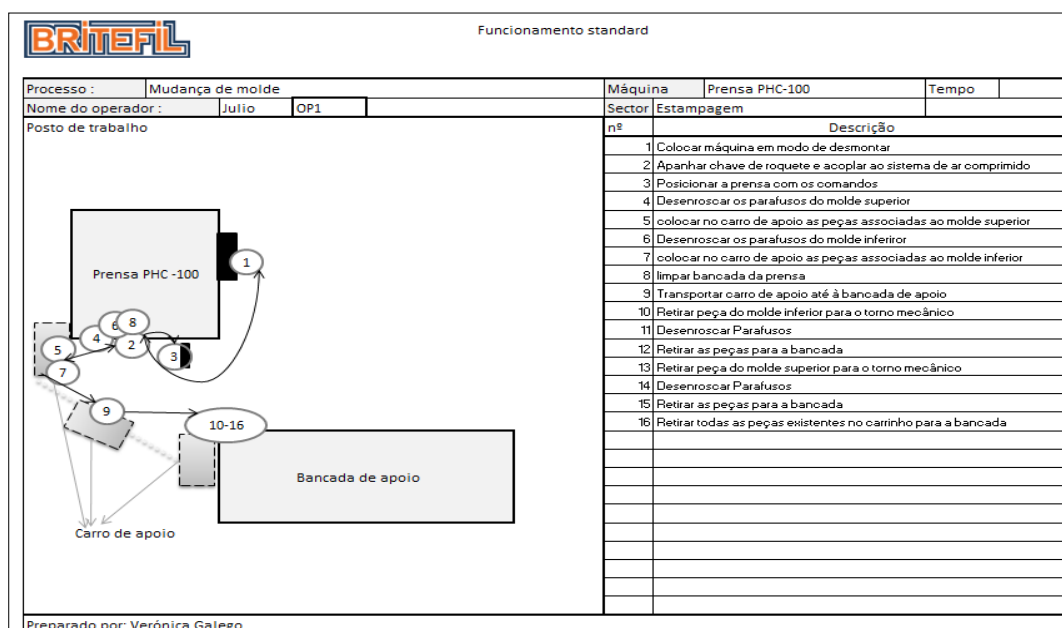 BRITEFIL
Funcionamento standard
Processo : Mudança de molde Máquina Prensa PHC-100 Tempo
Nome do operador : Julio OP1 Sector Estampagem
Posto de trabalho
nº Descrição
1 Colocar máquina em modo de desmontar
2 Apanhar chave de roquete e acoplar ao sistema de ar comprimido
3 Posicionar a prensa com os comandos
4 Desenroscar os parafusos do molde superior
5 colocar no carro de apoio as peças associadas ao molde superior
6 Desenroscar os parafusos do molde inferiror
7 colocar no carro de apoio as peças associadas ao molde inferior
8 limpar bancada da prensa
9 Transportar carro de apoio até à bancada de apoio
10 Retirar peça do molde inferior para o torno mecânico
11 Desenroscar Parafusos
12 Retirar as peças para a bancada
13 Retirar peça do molde superior para o torno mecânico
14 Desenroscar Parafusos
15 Retirar as peças para a bancada
16 Retirar todas as peças existentes no carrinho para a bancada
Prensa PHC -100
1
6
8
4
2
5
3
7
9
10-16
Bancada de apoio
Carro de apoio
Preparado por: Verónica Galego